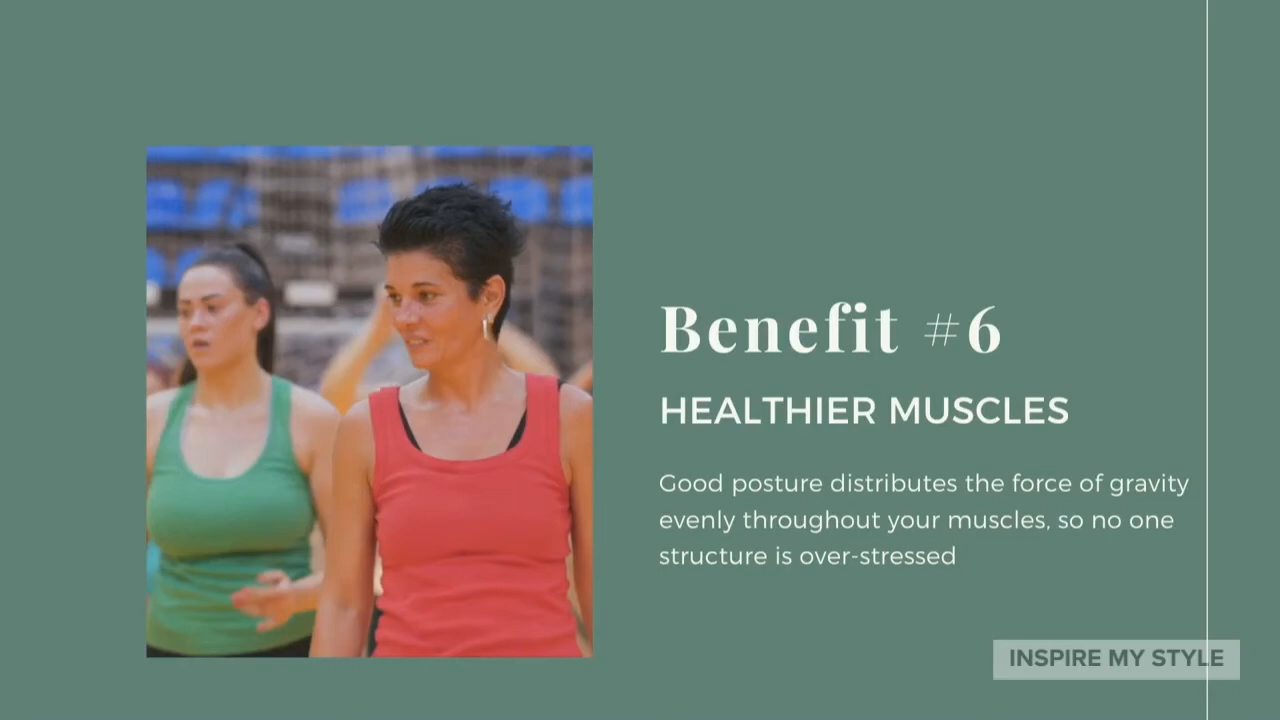 Benefit #6
HEALTHIER MUSCLES
Good posture distributes the force of gravity
evenly throughout your muscles, so no one
structure is over-stressed
INSPIRE MY STYLE